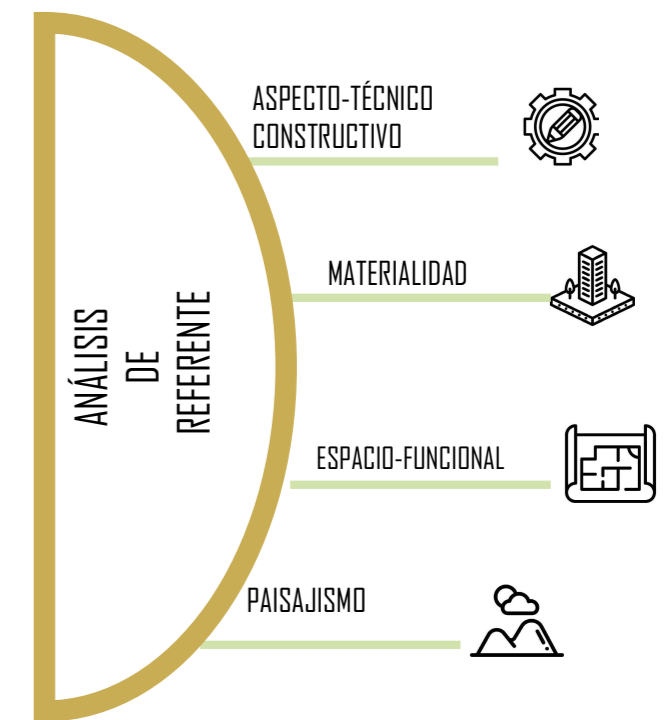 ANÁLISIS
DE
REFERENTE
ASPECTO-TÉCNICO
CONSTRUCTIVO
MATERIALIDAD
ESPACIO-FUNCIONAL
PAISAJISMO